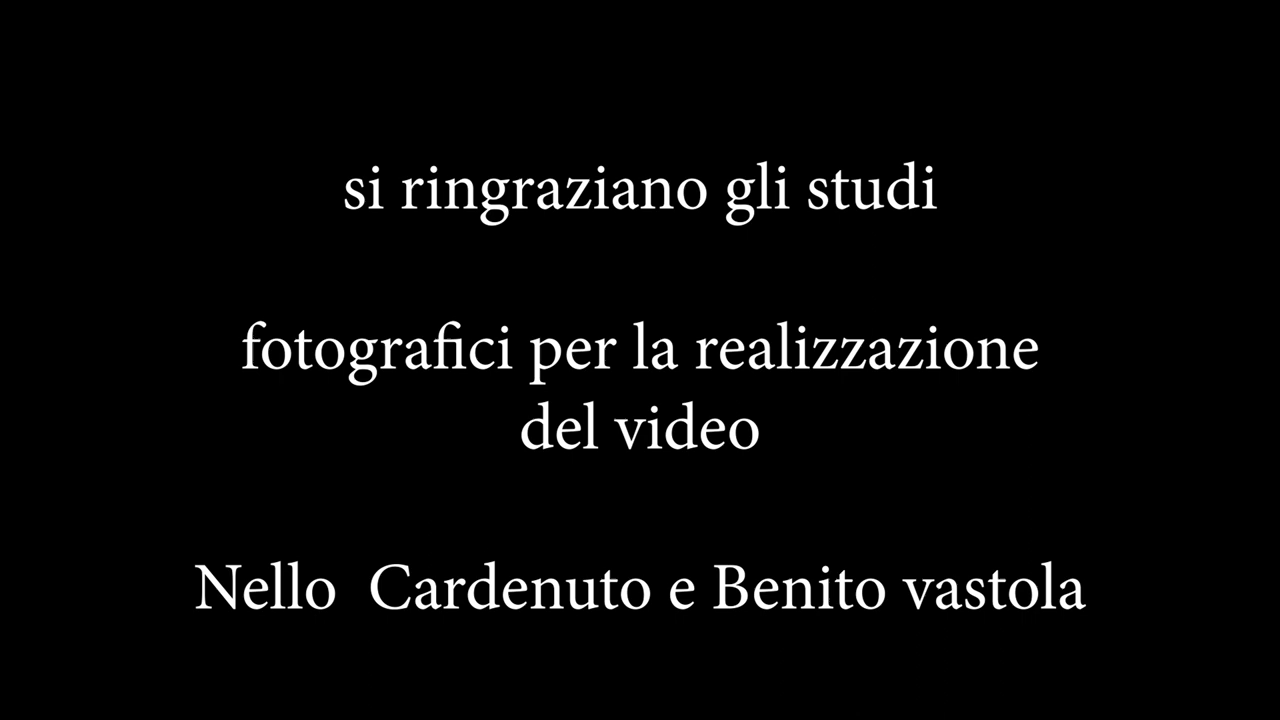 si ringraziano gli studi
fotografici per la realizzazione
del video
Nello  Cardenuto e Benito vastola